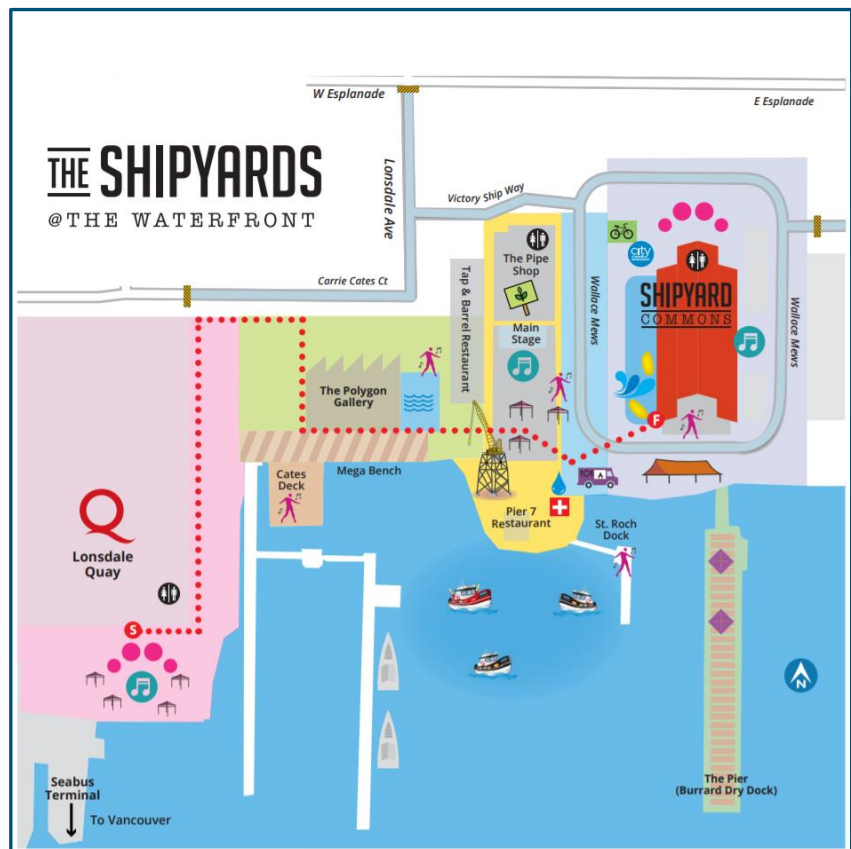 W Esplanade
E Esplanade
THE SHIPYARDS
@THE WATERFRONT
Lonsdale Ave
Victory Ship Way
Carrie Cates Ct
The Pipe
Shop
Tap & Barrel Restaurant
Main
Stage
Wallace Mews
city
SHIPYARD
COMMONS
Wallace Mews
The Polygon
Gallery
F
Mega Bench
Cates
Deck
Pier 7
Restaurant
St. Roch
Dock
Q
Lonsdale
Quay
S
N
Seabus
Terminal
To Vancouver
The Pier
(Burrard Dry Dock)